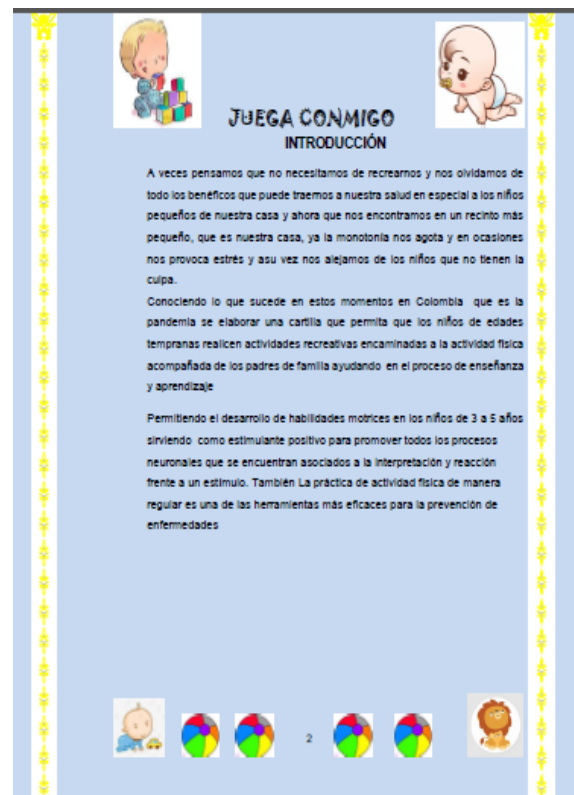 JUEGA CONMIGO
INTRODUCCIÓN
A veces pensamos que no necesitamos de recrearnos y nos olvidamos de
todo los benéficos que puede traernos a nuestra salud en especial a los niños
pequeños de nuestra casa y ahora que nos encontramos en un recinto más
pequeño, que es nuestra casa, ya la monotonía nos agota y en ocasiones
nos provoca estrés y asu vez nos alejamos de los niños que no tienen la
culpa.
Conociendo lo que sucede en estos momentos en Colombia que es la
pandemia se elaborar una cartilla que permita que los niños de edades
tempranas realicen actividades recreativas encaminadas a la actividad física
acompañada de los padres de familia ayudando en el proceso de enseñanza
y aprendizaje
Permitiendo el desarrollo de habilidades motrices en los niños de 3 a 5 años
sirviendo como estimulante positivo para promover todos los procesos
neuronales que se encuentran asociados a la interpretación y reacción
frente a un estímulo. También La práctica de actividad física de manera
regular es una de las herramientas más eficaces para la prevención de
enfermedades
2